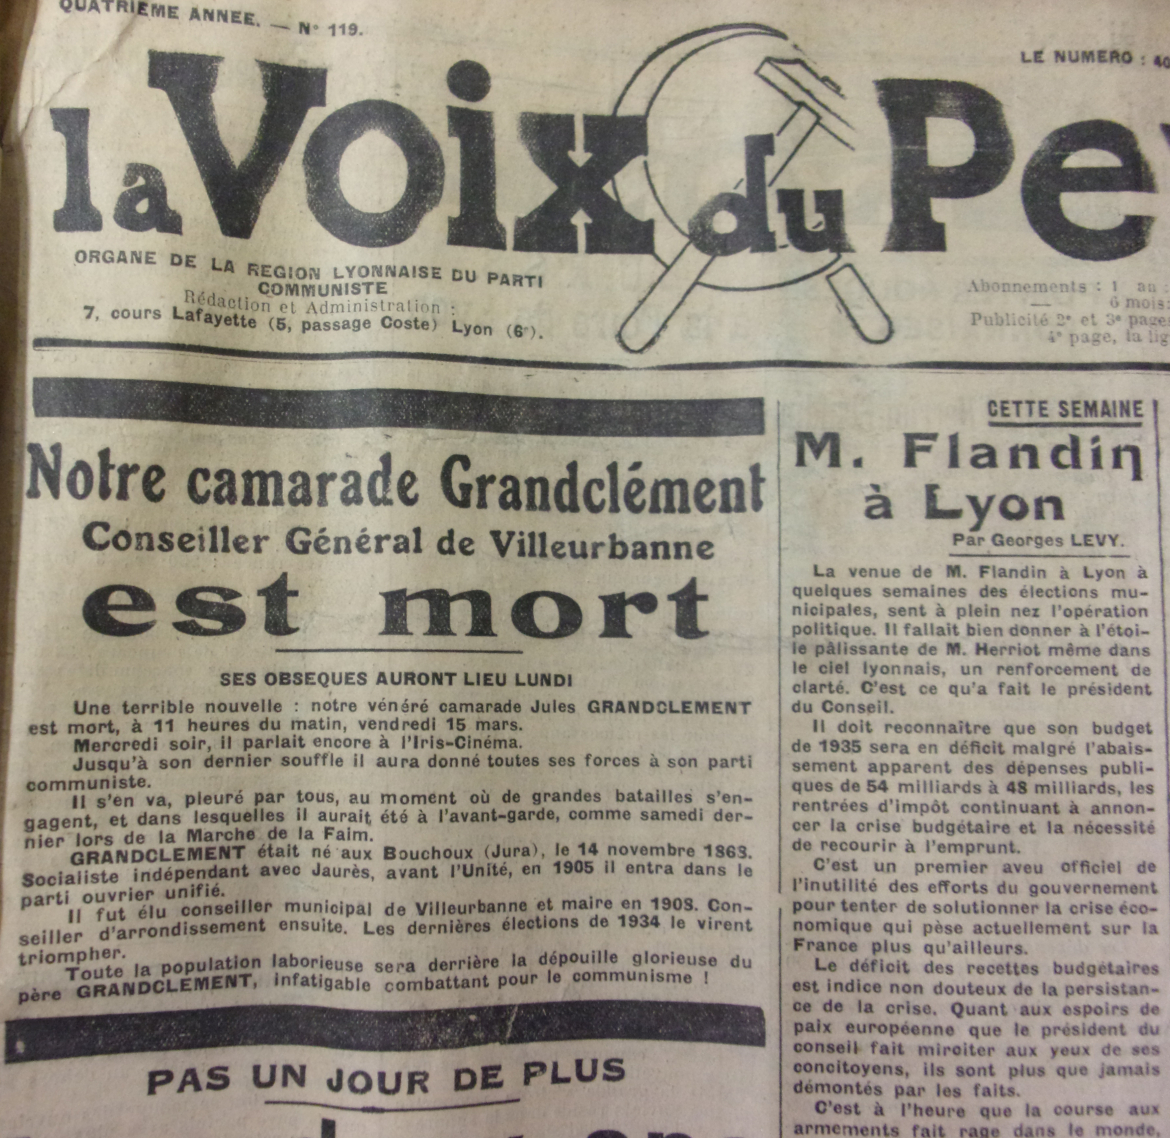 QUATRIEME ANNEE. — N° 119.
LE NUMERO : 40
la Voix du Pe
ORGANE DE LA REGION LYONNAISE DU PARTI
COMMUNISTE
Rédaction et Administration :
7, cours Lafayette (5, passage Coste) Lyon (6e).
Abonnements : 1 an :
— 6 mois:
Publicité 2e et 3e page
4e page, la lig
Notre camarade Grandclément
Conseiller Général de Villeurbanne
est mort
SES OBSEQUES AURONT LIEU LUNDI
Une terrible nouvelle : notre vénéré camarade Jules GRANDCLEMENT
est mort, à 11 heures du matin, vendredi 15 mars.
Mercredi soir, il parlait encore à l'Iris-Cinéma.
Jusqu'à son dernier souffle il aura donné toutes ses forces à son parti
communiste.
Il s'en va, pleuré par tous, au moment où de grandes batailles s'en-
gagent, et dans lesquelles il aurait été à l'avant-garde, comme samedi der-
nier lors de la Marche de la Faim.
GRANDCLEMENT était né aux Bouchoux (Jura), le 14 novembre 1868.
Socialiste indépendant avec Jaurès, avant l'Unité, en 1905 il entra dans le
parti ouvrier unifié.
Il fut élu conseiller municipal de Villeurbanne et maire en 1908. Con-
seiller d'arrondissement ensuite. Les dernières élections de 1934 le virent
triompher.
Toute la population laborieuse sera derrière la dépouille glorieuse du
père GRANDCLEMENT, infatigable combattant pour le communisme !
PAS UN JOUR DE PLUS
CETTE SEMAINE
M. Flandin
à Lyon
Par Georges LEVY.
La venue de M. Flandin à Lyon à
quelques semaines des élections mu-
nicipales, sent à plein nez l'opération
politique. Il fallait bien donner à l'étoi-
le pâlissante de M. Herriot même dans
le ciel lyonnais, un renforcement de
clarté. C'est ce qu'a fait le président
du Conseil.
Il doit reconnaître que son budget
de 1935 sera en déficit malgré l'abais-
sement apparent des dépenses publi-
ques de 54 milliards à 48 milliards, les
rentrées d'impôt continuant à annon-
cer la crise budgétaire et la nécessité
de recourir à l'emprunt.
C'est un premier aveu officiel de
l'inutilité des efforts du gouvernement
pour tenter de solutionner la crise éco-
nomique qui pèse actuellement sur la
France plus qu'ailleurs.
Le déficit des recettes budgétaires
est indice non douteux de la persistan-
ce de la crise. Quant aux espoirs de
paix européenne que le président du
conseil fait miroiter aux yeux de ses
concitoyens, ils sont plus que jamais
démontés par les faits.
C'est à l'heure que la course aux
armements fait rage dans le monde,